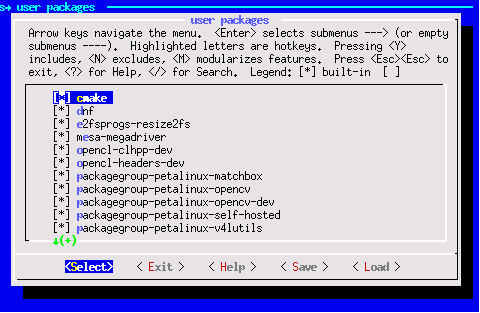 s→ user packages
user packages
Arrow keys navigate the menu.  <Enter> selects submenus ---> (or empty
submenus ----).  Highlighted letters are hotkeys.  Pressing <Y>
includes, <N> excludes, <M> modularizes features.  Press <Esc><Esc> to
exit, <?> for Help, </> for Search.  Legend: [*] built-in  [ ]
[*] cmake
[*] dnf
[*] e2fsprogs-resize2fs
[*] mesa-megadriver
[*] opencl-clhpp-dev
[*] opencl-headers-dev
[*] packagegroup-petalinux-matchbox
[*] packagegroup-petalinux-opencv
[*] packagegroup-petalinux-opencv-dev
[*] packagegroup-petalinux-self-hosted
[*] packagegroup-petalinux-v4lutils
↓(+)
<Select>    < Exit >    < Help >    < Save >    < Load >